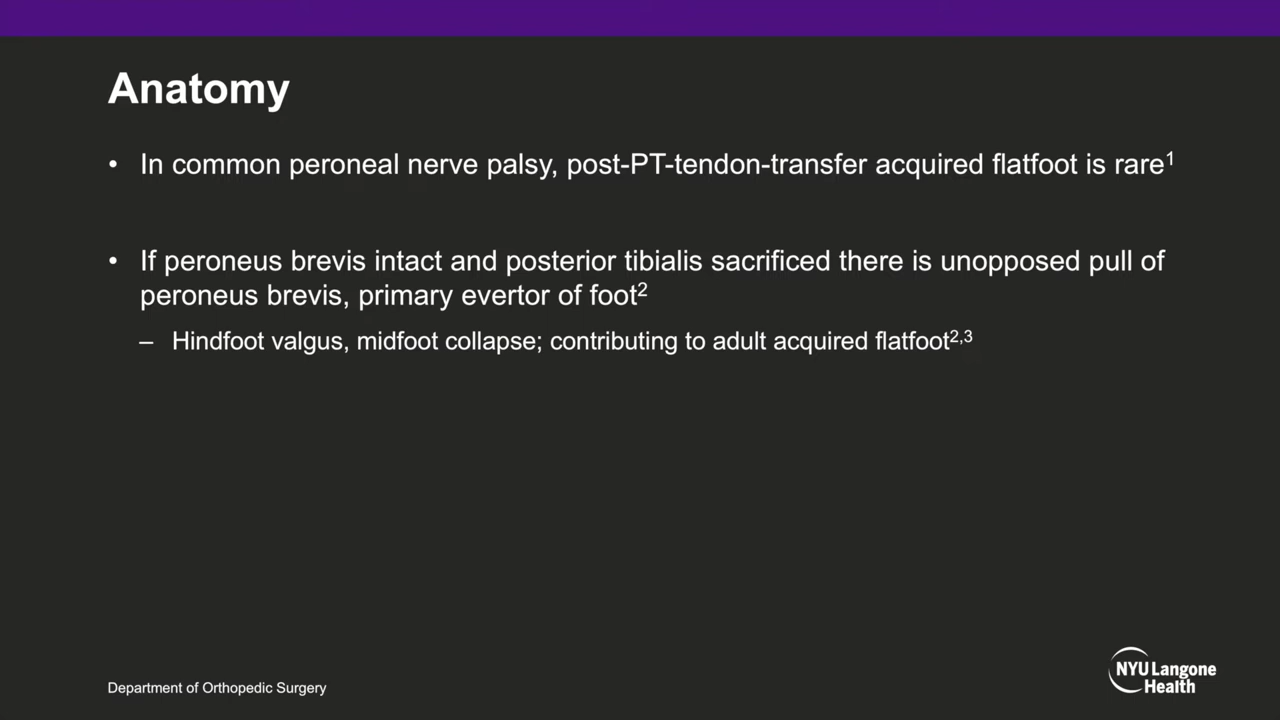 Anatomy
• In common peroneal nerve palsy, post-PT-tendon-transfer acquired flatfoot is rare1
• If peroneus brevis intact and posterior tibialis sacrificed there is unopposed pull of
peroneus brevis, primary evertor of foot2
– Hindfoot valgus, midfoot collapse; contributing to adult acquired flatfoot2,3
Department of Orthopedic Surgery
NYU Langone
Health